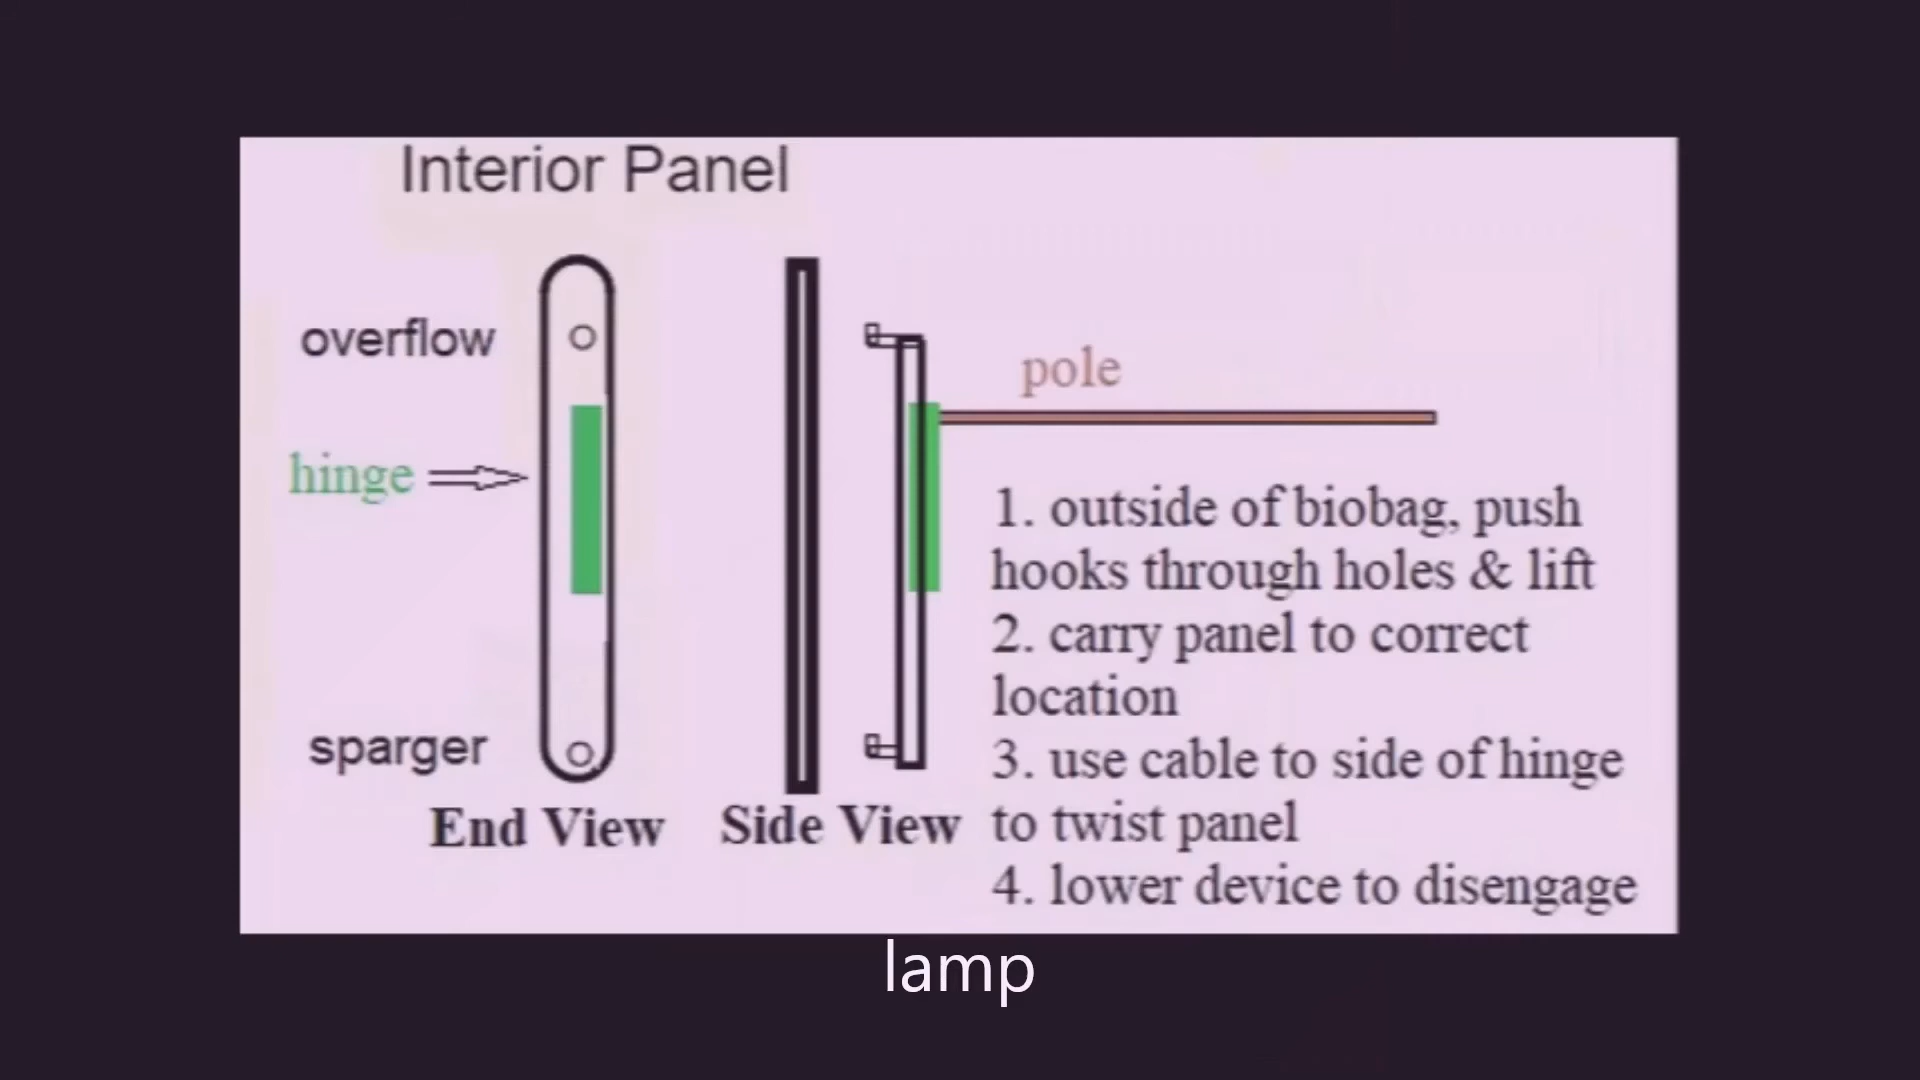 Interior Panel
overflow
hinge
sparger
End View
Side View
pole
1. outside of biobag, push
hooks through holes & lift
2. carry panel to correct
location
3. use cable to side of hinge
to twist panel
4. lower device to disengage
lamp